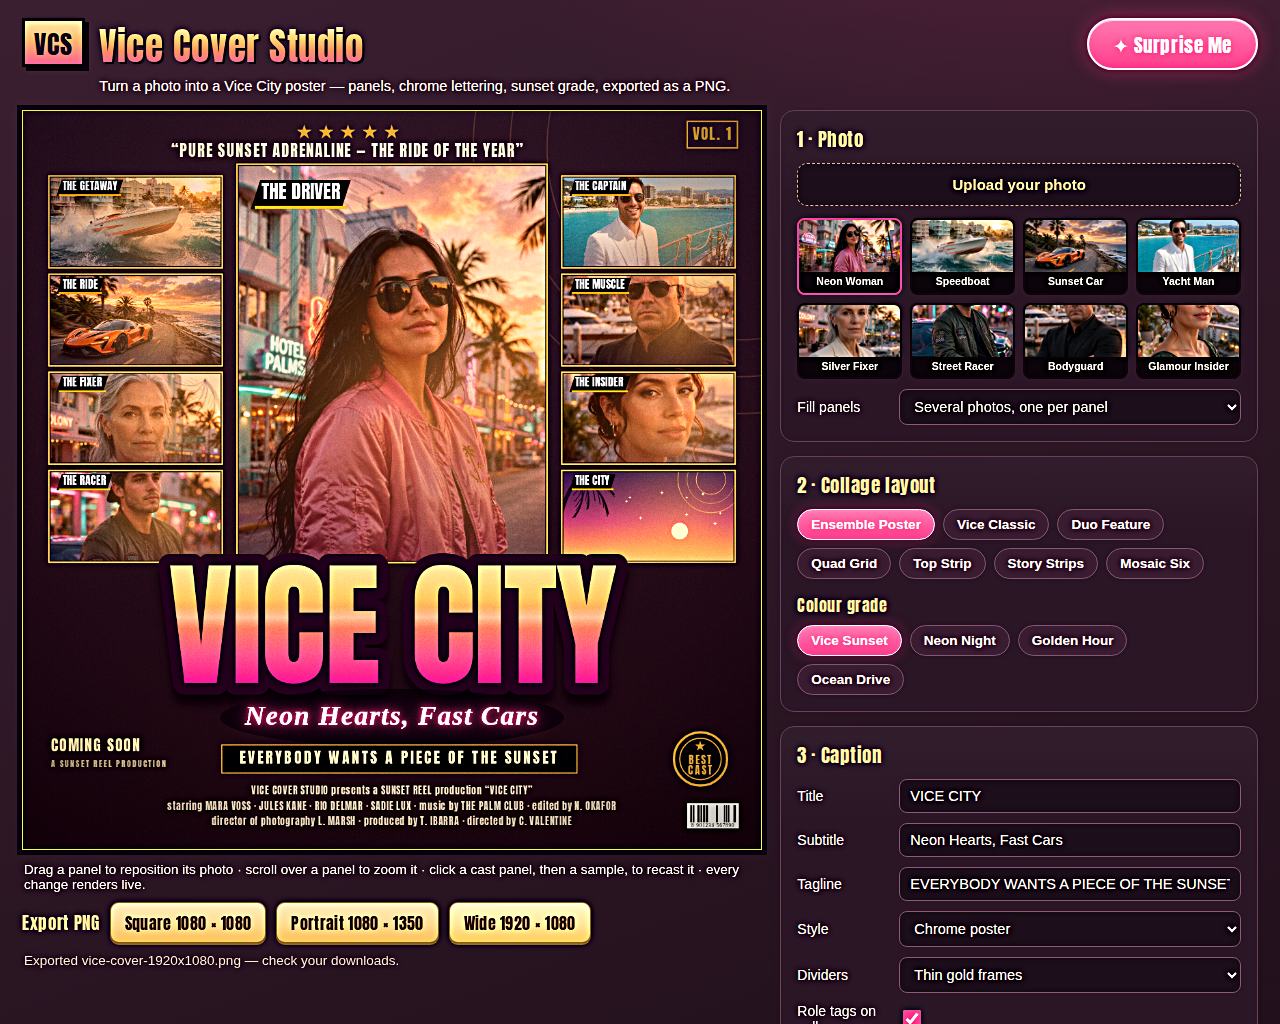 VCS
Vice Cover Studio
✦ Surprise Me
Turn a photo into a Vice City poster — panels, chrome lettering, sunset grade, exported as a PNG.
★★★★★
VOL. 1
“PURE SUNSET ADRENALINE – THE RIDE OF THE YEAR”
THE GETAWAY
THE DRIVER
THE CAPTAIN
THE RIDE
THE MUSCLE
HOTEL
PALMS
THE FIXER
THE INSIDER
COLONY
THE RACER
THE CITY
VICE CITY
Neon Hearts, Fast Cars
COMING SOON
A SUNSET REEL PRODUCTION
EVERYBODY WANTS A PIECE OF THE SUNSET
★
BEST
CAST
VICE COVER STUDIO presents a SUNSET REEL production “VICE CITY”
starring MARA VOSS · JULES KANE · RIO DELMAR · SADIE LUX · music by THE PALM CLUB · edited by N. OKAFOR
director of photography L. MARSH · produced by T. IBARRA · directed by C. VALENTINE
Drag a panel to reposition its photo · scroll over a panel to zoom it · click a cast panel, then a sample, to recast it · every
change renders live.
Export PNG
Square 1080 × 1080
Portrait 1080 × 1350
Wide 1920 × 1080
Exported vice-cover-1920x1080.png — check your downloads.
1 · Photo
Upload your photo
Neon Woman
Speedboat
Sunset Car
Yacht Man
Silver Fixer
Street Racer
Bodyguard
Glamour Insider
Fill panels
Several photos, one per panel
2 · Collage layout
Ensemble Poster
Vice Classic
Duo Feature
Quad Grid
Top Strip
Story Strips
Mosaic Six
Colour grade
Vice Sunset
Neon Night
Golden Hour
Ocean Drive
3 · Caption
Title
VICE CITY
Subtitle
Neon Hearts, Fast Cars
Tagline
EVERYBODY WANTS A PIECE OF THE SUNSET
Style
Chrome poster
Dividers
Thin gold frames
Role tags on